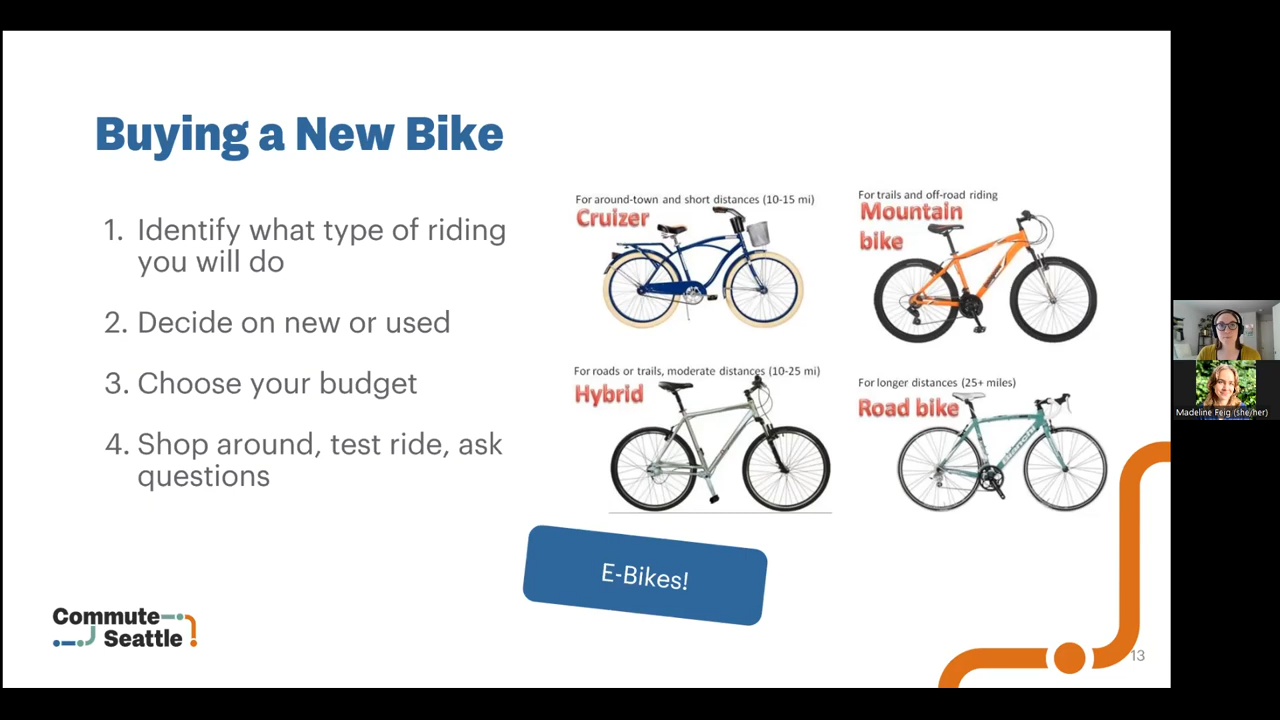 Buying a New Bike
1. Identify what type of riding
you will do
2. Decide on new or used
3. Choose your budget
4. Shop around, test ride, ask
questions
For around-town and short distances (10-15 mi)
Cruizer
For trails and off-road riding
Mountain
bike
For roads or trails, moderate distances (10-25 mi)
Hybrid
For longer distances (25+ miles)
Road bike
Bianchi
E-Bikes!
Commute
Seattle
13
Madeline Feig (she/her)